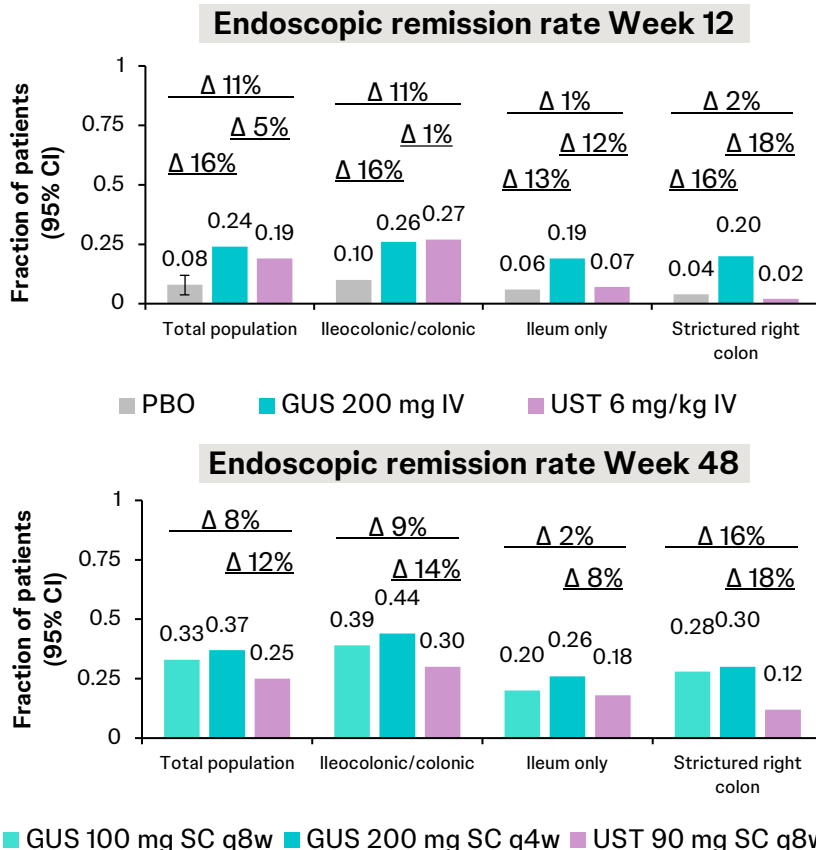 Endoscopic remission rate Week 12
Fraction of patients
(95% CI)
1
0.75
0.5
0.25
0
Δ 11%
Δ 5%
Δ 16%
0.08
0.24
0.19
Δ 11%
Δ 1%
Δ 16%
0.10
0.26
0.27
Δ 1%
Δ 12%
Δ 13%
0.06
0.19
0.07
Δ 2%
Δ 18%
Δ 16%
0.04
0.20
0.02
Total population
Ileocolonic/colonic
Ileum only
Strictured right
colon
PBO
GUS 200 mg IV
UST 6 mg/kg IV
Endoscopic remission rate Week 48
Fraction of patients
(95% CI)
1
0.75
0.5
0.25
0
Δ 8%
Δ 12%
0.33
0.37
0.25
Δ 9%
Δ 14%
0.39
0.44
0.30
Δ 2%
Δ 8%
0.20
0.26
0.18
Δ 16%
Δ 18%
0.28
0.30
0.12
Total population
Ileocolonic/colonic
Ileum only
Strictured right
colon
GUS 100 mg SC q8w
GUS 200 mg SC q4w
UST 90 mg SC q8w